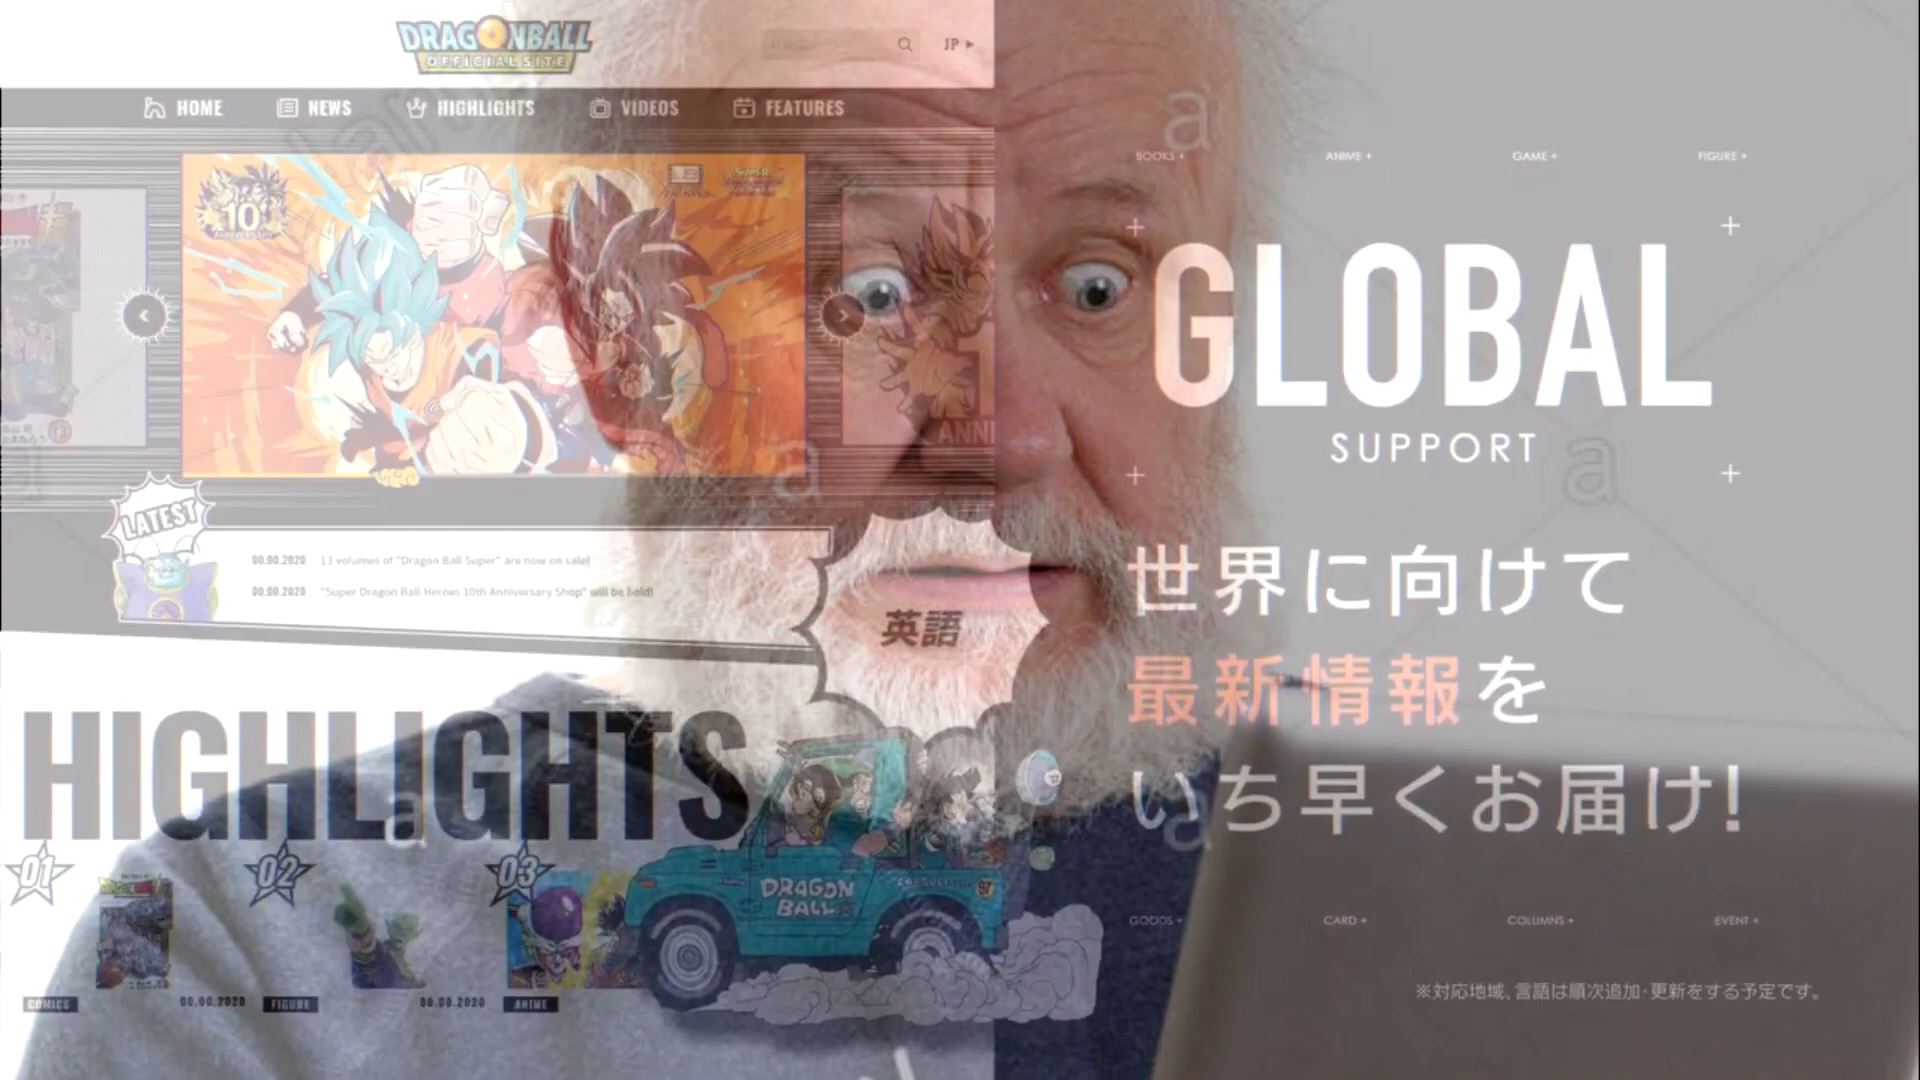 DRAGONBALL
OFFICIAL SITE
JP
HOME
NEWS
HIGHLIGHTS
VIDEOS
FEATURES
10th
ANNIVERSARY
ANNI
LATEST
00.00.2020 13 volumes of "Dragon Ball Super" are now on sale!
00.00.2020 "Super Dragon Ball Heroes 10th Anniversary Shop" will be held!
英語
HIGHLIGHTS
01
02
03
DRAGON
BALL
97
COMICS
00.00.2020
FIGURE
00.00.2020
ANIME
BOOKS +
ANIME +
GAME +
FIGURE +
GLOBAL
SUPPORT
世界に向けて
最新情報を
いち早くお届け!
GOODS +
CARD +
COLUMNS +
EVENT +
※対応地域、言語は順次追加・更新をする予定です。
a
a
a
a
a